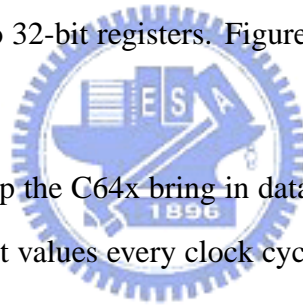 32-bit registers. Figure
E S
A
p the C64x bring in data
1896
t values every clock cyc